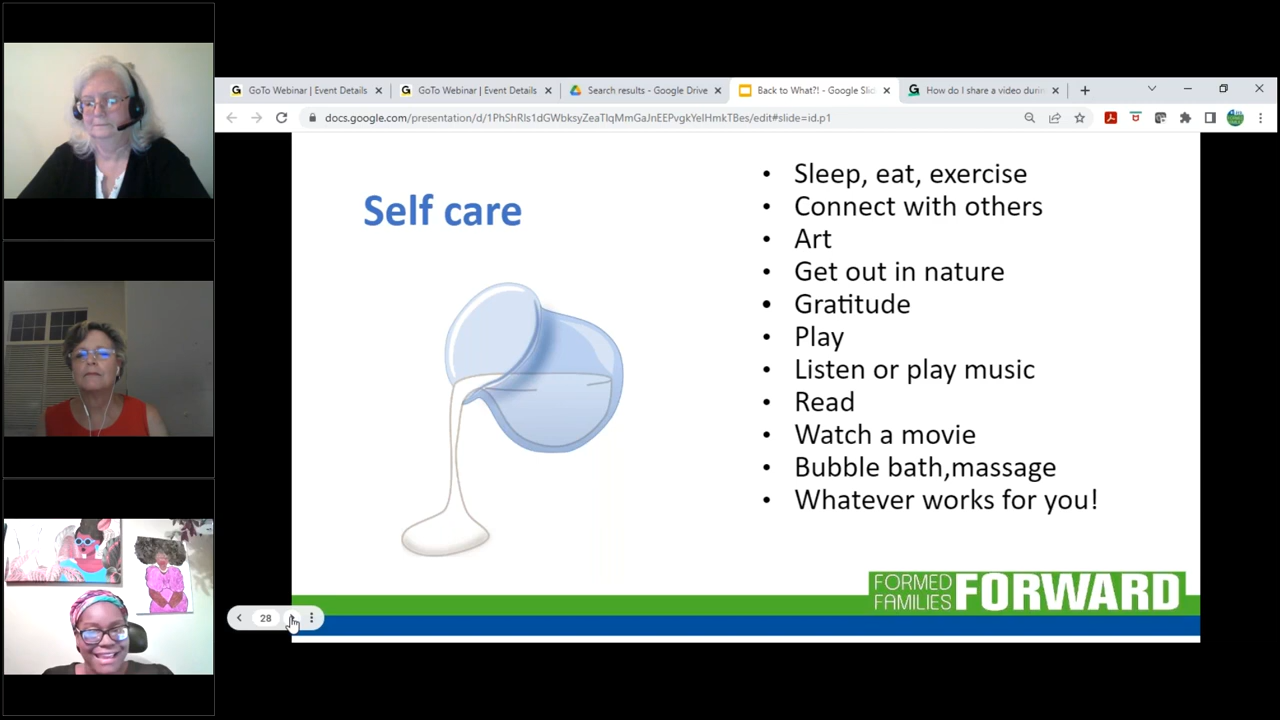 GoTo Webinar | Event Details
GoTo Webinar | Event Details
Search results - Google Drive
Back to What?! - Google Slid
How do I share a video durin
docs.google.com/presentation/d/1PhShRls1dGWbksyZeaTlqMmGaJnEEPvgkYelHmkTBes/edit#slide=id.p1
Self care
• Sleep, eat, exercise
• Connect with others
• Art
• Get out in nature
• Gratitude
• Play
• Listen or play music
• Read
• Watch a movie
• Bubble bath,massage
• Whatever works for you!
FORMED
FAMILIES
FORWARD
28